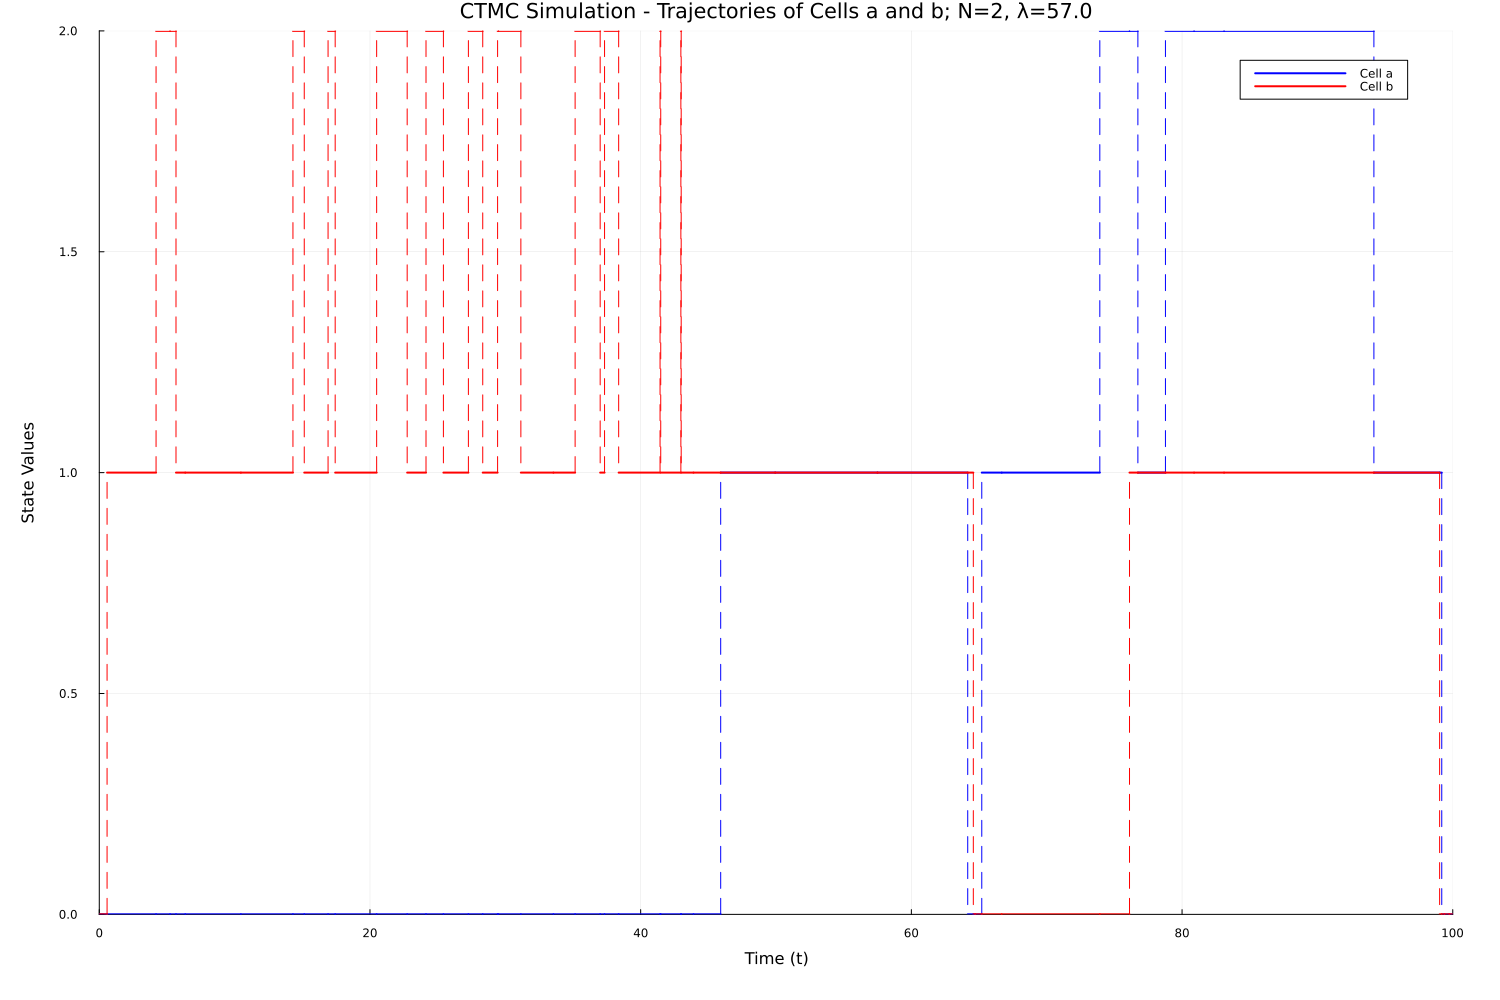 CTMC Simulation - Trajectories of Cells a and b; N=2, λ=57.0
2.0
Cell a
Cell b
1.5
1.0
State Values
0.5
0.0
0 20 40 60 80 100
Time (t)